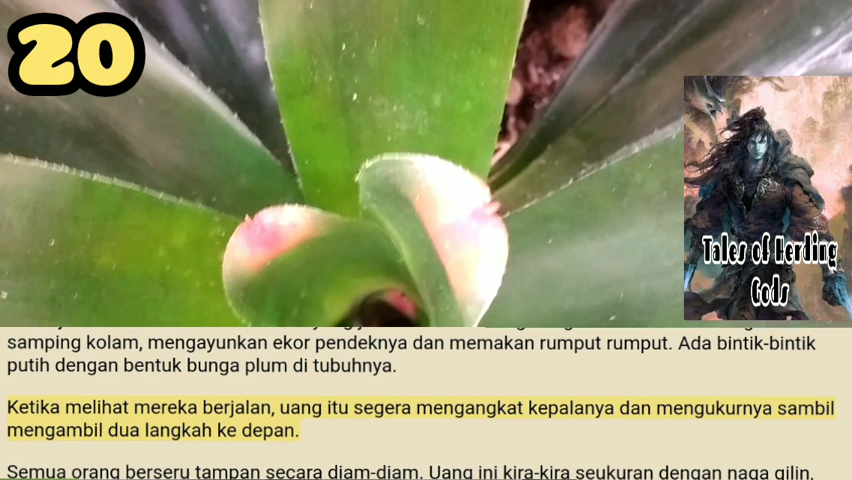 20
Tales of Herding
Gods
samping kolam, mengayunkan ekor pendeknya dan memakan rumput rumput. Ada bintik-bintik
putih dengan bentuk bunga plum di tubuhnya.
Ketika melihat mereka berjalan, uang itu segera mengangkat kepalanya dan mengukurnya sambil
mengambil dua langkah ke depan.
Semua orang berseru tampan secara diam-diam. Uang ini kira-kira seukuran dengan naga qilin,